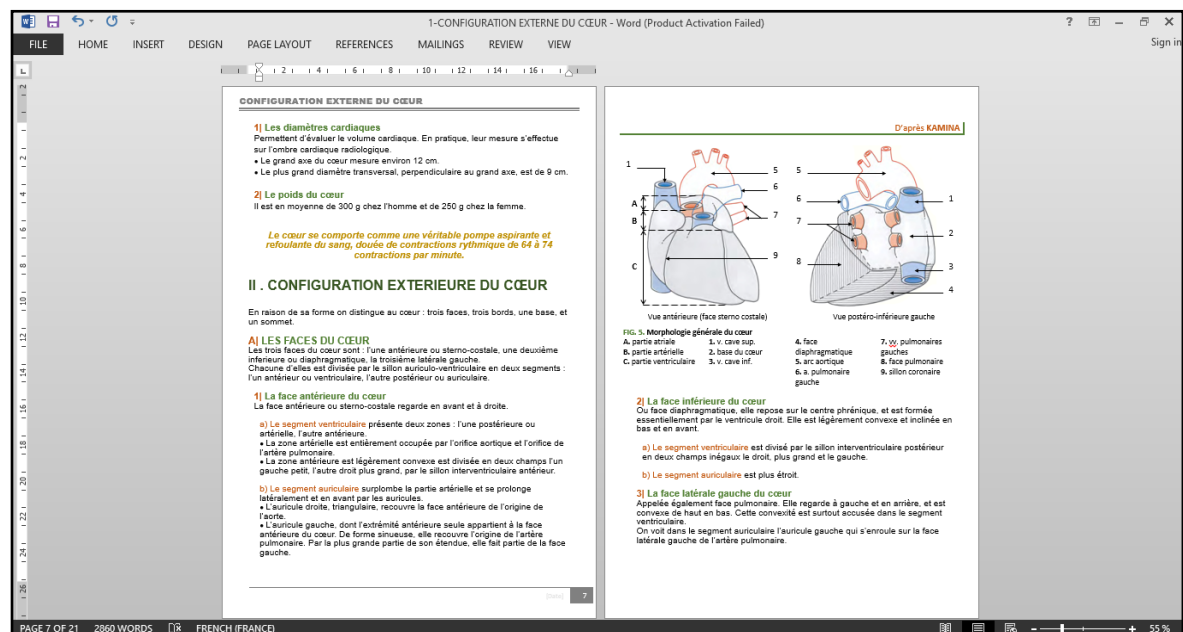 1-CONFIGURATION EXTERNE DU CŒUR - Word (Product Activation Failed)
FILE HOME INSERT DESIGN PAGE LAYOUT REFERENCES MAILINGS REVIEW VIEW
Sign in
2 4 6 8 10 12 14 16
CONFIGURATION EXTERNE DU CŒUR
1| Les diamètres cardiaques
Permettent d'évaluer le volume cardiaque. En pratique, leur mesure s'effectue
sur l'ombre cardiaque radiologique.
• Le grand axe du cœur mesure environ 12 cm.
• Le plus grand diamètre transversal, perpendiculaire au grand axe, est de 9 cm.
2| Le poids du cœur
Il est en moyenne de 300 g chez l'homme et de 250 g chez la femme.
Le cœur se comporte comme une véritable pompe aspirante et
refoulante du sang, douée de contractions rythmique de 64 à 74
contractions par minute.
II . CONFIGURATION EXTERIEURE DU CŒUR
En raison de sa forme on distingue au cœur : trois faces, trois bords, une base, et
un sommet.
A| LES FACES DU CŒUR
Les trois faces du cœur sont : l'une antérieure ou sterno-costale, une deuxième
inferieure ou diaphragmatique, la troisième latérale gauche.
Chacune d'elles est divisée par le sillon auriculo-ventriculaire en deux segments :
l'un antérieur ou ventriculaire, l'autre postérieur ou auriculaire.
1| La face antérieure du cœur
La face antérieure ou sterno-costale regarde en avant et à droite.
a) Le segment ventriculaire présente deux zones : l'une postérieure ou
artérielle, l'autre antérieure.
• La zone artérielle est entièrement occupée par l'orifice aortique et l'orifice de
l'artère pulmonaire.
• La zone antérieure est légèrement convexe est divisée en deux champs l'un
gauche petit, l'autre droit plus grand, par le sillon interventriculaire antérieur.
b) Le segment auriculaire surplombe la partie artérielle et se prolonge
latéralement et en avant par les auricules.
• L'auricule droite, triangulaire, recouvre la face antérieure de l'origine de
l'aorte.
• L'auricule gauche, dont l'extrémité antérieure seule appartient à la face
antérieure du cœur. De forme sinueuse, elle recouvre l'origine de l'artère
pulmonaire. Par la plus grande partie de son étendue, elle fait partie de la face
gauche.
7
D'après KAMINA
1 5 6 7 9 A B C
5 6 7 8 1 2 3 4
Vue antérieure (face sterno costale)
Vue postéro-inférieure gauche
FIG. 5. Morphologie générale du cœur
A. partie atriale 1. v. cave sup. 4. face 7. vv. pulmonaires
B. partie artérielle 2. base du cœur diaphragmatique gauches
C. partie ventriculaire 3. v. cave inf. 5. arc aortique 8. face pulmonaire
6. a. pulmonaire 9. sillon coronaire
gauche
2| La face inférieure du cœur
Ou face diaphragmatique, elle repose sur le centre phrénique, et est formée
essentiellement par le ventricule droit. Elle est légèrement convexe et inclinée en
bas et en avant.
a) Le segment ventriculaire est divisé par le sillon interventriculaire postérieur
en deux champs inégaux le droit, plus grand et le gauche.
b) Le segment auriculaire est plus étroit.
3| La face latérale gauche du cœur
Appelée également face pulmonaire. Elle regarde à gauche et en arrière, et est
convexe de haut en bas. Cette convexité est surtout accusée dans le segment
ventriculaire.
On voit dans le segment auriculaire l'auricule gauche qui s'enroule sur la face
latérale gauche de l'artère pulmonaire.
PAGE 7 OF 21 2860 WORDS FRENCH (FRANCE) 55 %